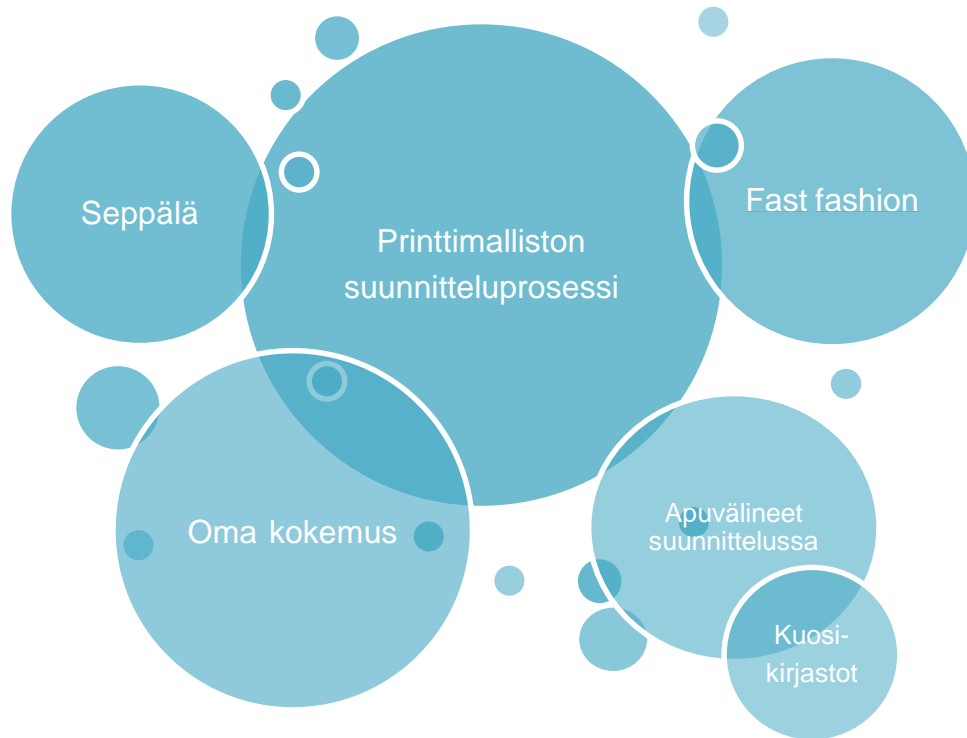 Seppälä
Printtimalliston
suunnitteluprosessi
Fast fashion
Oma kokemus
Apuvälineet
suunnittelussa
Kuosi-
kirjastot